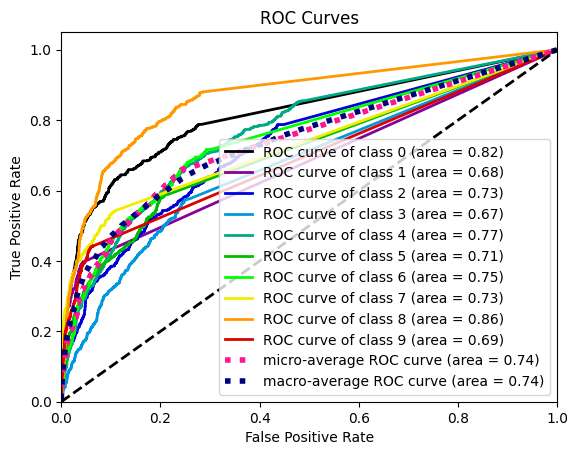 ROC Curves
True Positive Rate
1.0
0.8
0.6
0.4
0.2
0.0
ROC curve of class 0 (area = 0.82)
ROC curve of class 1 (area = 0.68)
ROC curve of class 2 (area = 0.73)
ROC curve of class 3 (area = 0.67)
ROC curve of class 4 (area = 0.77)
ROC curve of class 5 (area = 0.71)
ROC curve of class 6 (area = 0.75)
ROC curve of class 7 (area = 0.73)
ROC curve of class 8 (area = 0.86)
ROC curve of class 9 (area = 0.69)
micro-average ROC curve (area = 0.74)
macro-average ROC curve (area = 0.74)
0.0 0.2 0.4 0.6 0.8 1.0
False Positive Rate